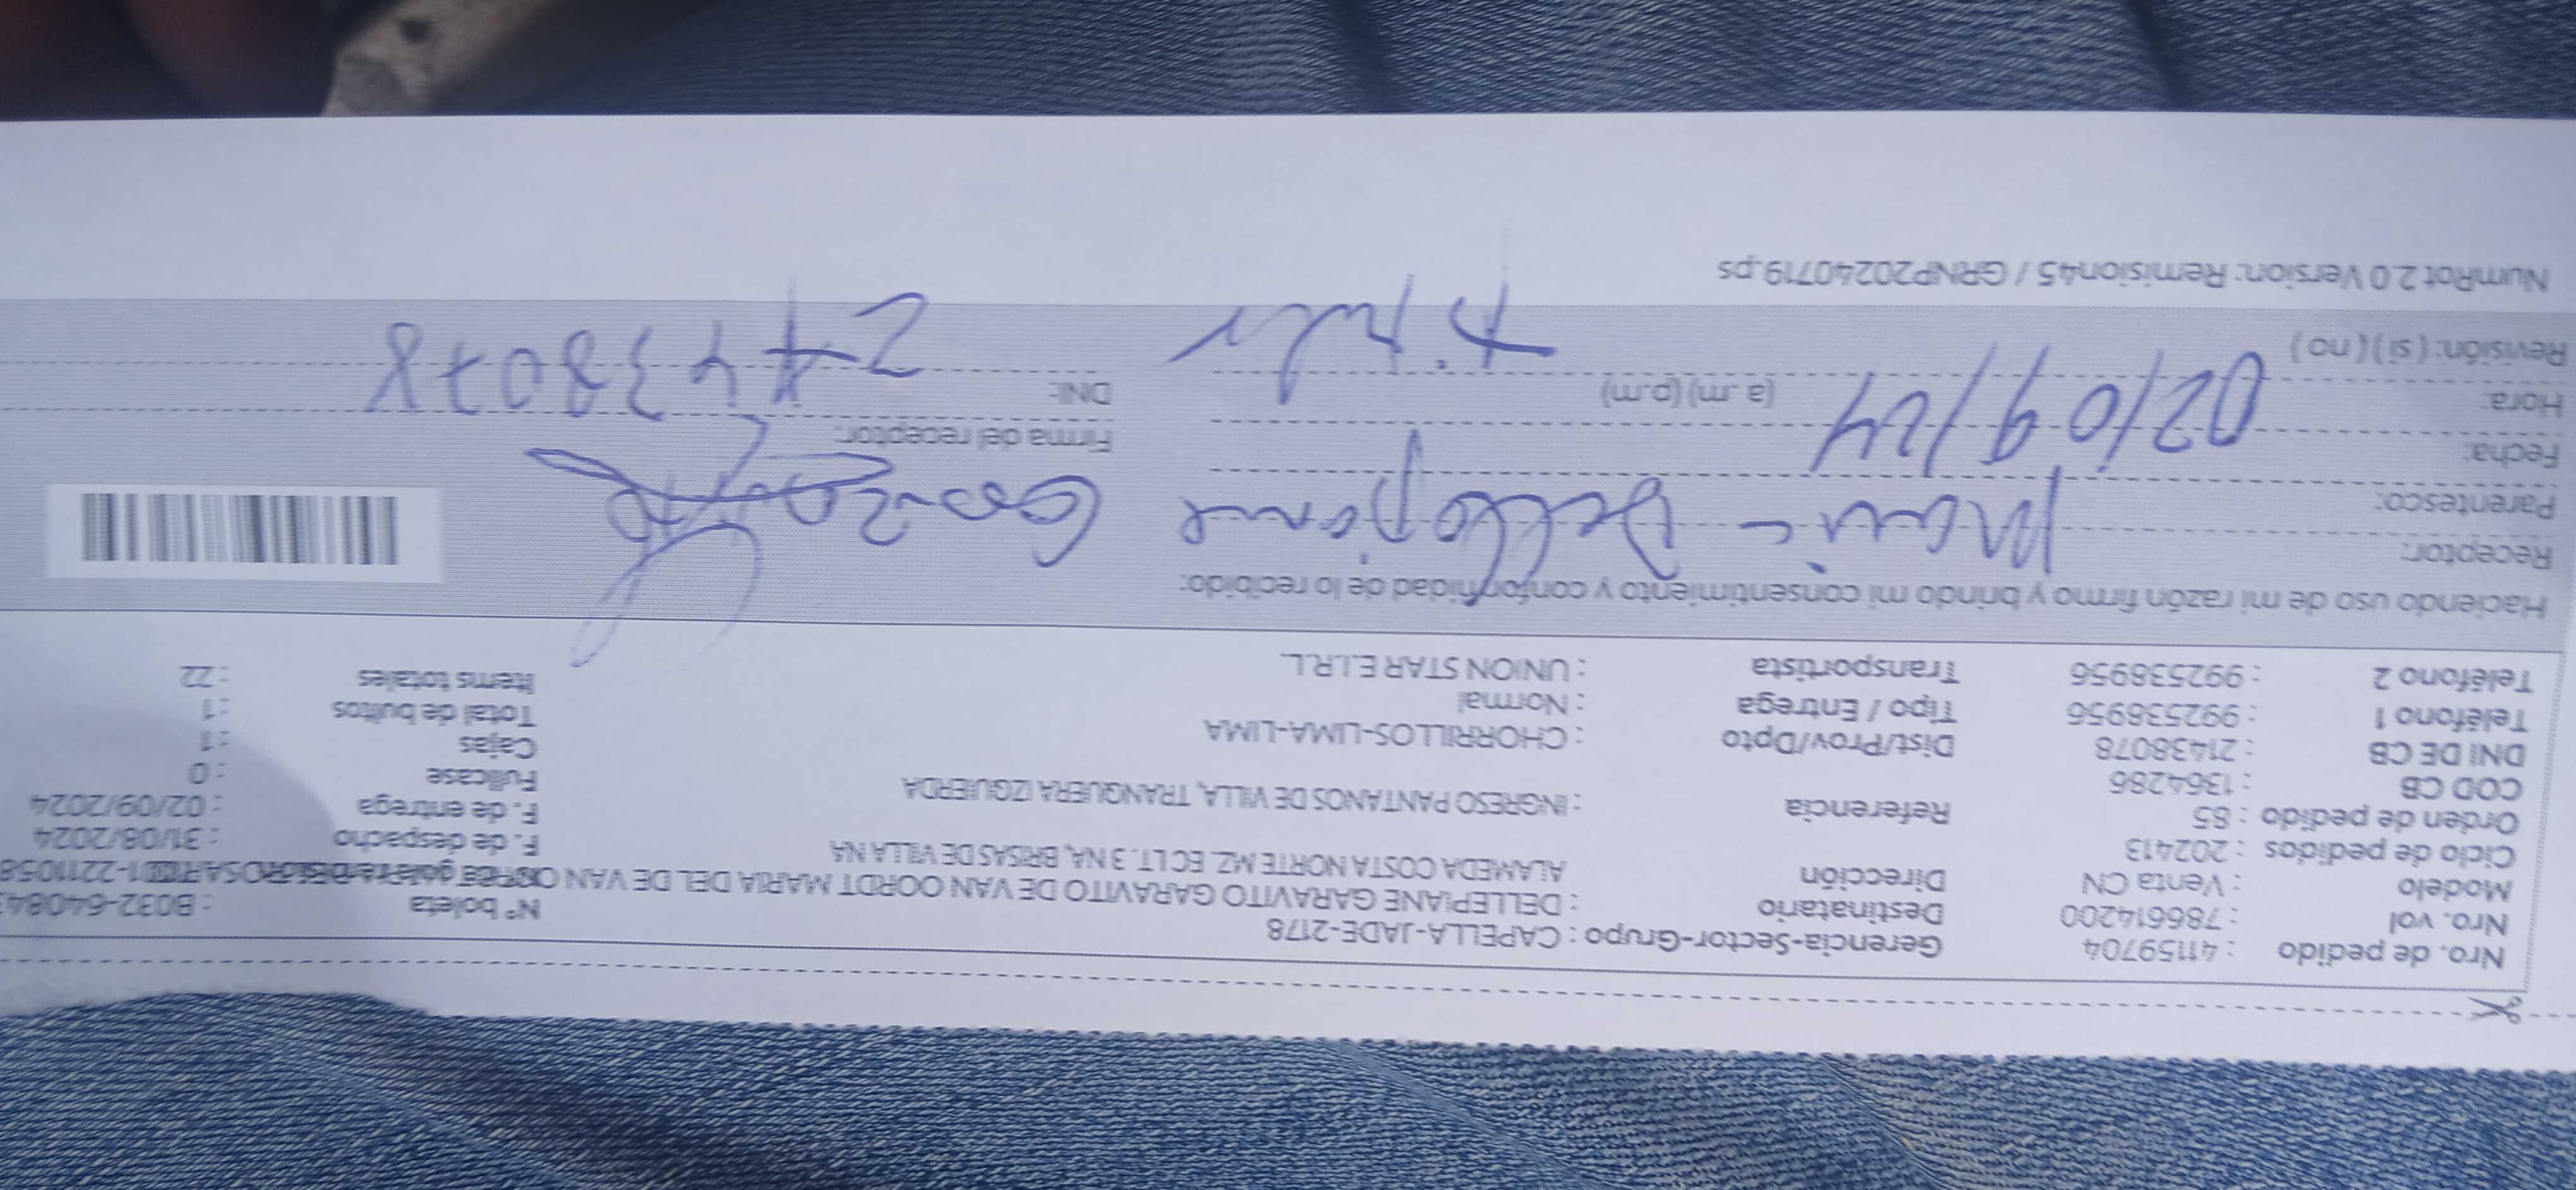 Nro. de pedido : 41159704 Gerencia-Sector-Grupo : CAPELLA-JADE-2178 N° boleta : B032-640843
Nro. vol : 786614200 Destinatario : DELLEPIANE GARAVITO GARAVITO DE VAN OORDT MARIA DEL DE VAN
Modelo : Venta CN Dirección ALAMEDA COSTA NORTE MZ. EC LT. 3 NA, BRISAS DE VILLA NA F. de despacho : 31/08/2024
Ciclo de pedidos : 202413 F. de entrega : 02/09/2024
Orden de pedido : 85 Referencia : INGRESO PANTANOS DE VILLA, TRANQUERA IZQUIERDA Fullcase : 0
COD CB : 1364286 Cajas : 1
DNI DE CB : 21438078 Dist/Prov/Dpto : CHORRILLOS-LIMA-LIMA Total de bultos : 1
Teléfono 1 : 992538956 Tipo / Entrega : Normal Items totales : 22
Teléfono 2 : 992538956 Transportista : UNION STAR E.I.R.L.
Haciendo uso de mi razón firmo y brindo mi consentimiento y conformidad de lo recibido:
Receptor: Maria Dellepiane
Parentesco:
Fecha: 02/09/24 Firma del receptor:
Hora: (a .m) (p.m) DNI:
Revisión: ( si ) ( no ) Titular
NumRot 2.0 Version: Remision45 / GRNP20240719.ps